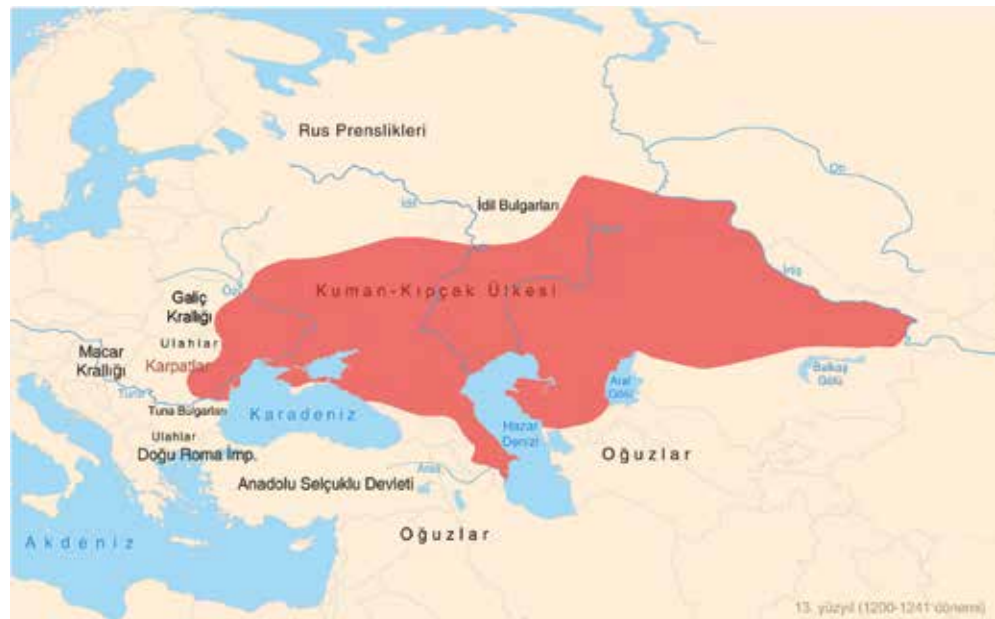 Rus Prenslikleri
Obi
İdil
İdil Bulgarları
İrtiş
Özü
Kuman-Kıpçak Ülkesi
Galiç
Krallığı
Ulahlar
Macar
Krallığı
Karpatlar
Balkaş
Gölü
Aral
Gölü
Tuna
Tuna Bulgarları
Karadeniz
Hazar
Denizi
Ulahlar
Doğu Roma İmp.
Oğuzlar
Aras
Anadolu Selçuklu Devleti
Oğuzlar
Akdeniz
13. yüzyıl (1200-1241 dönemi)